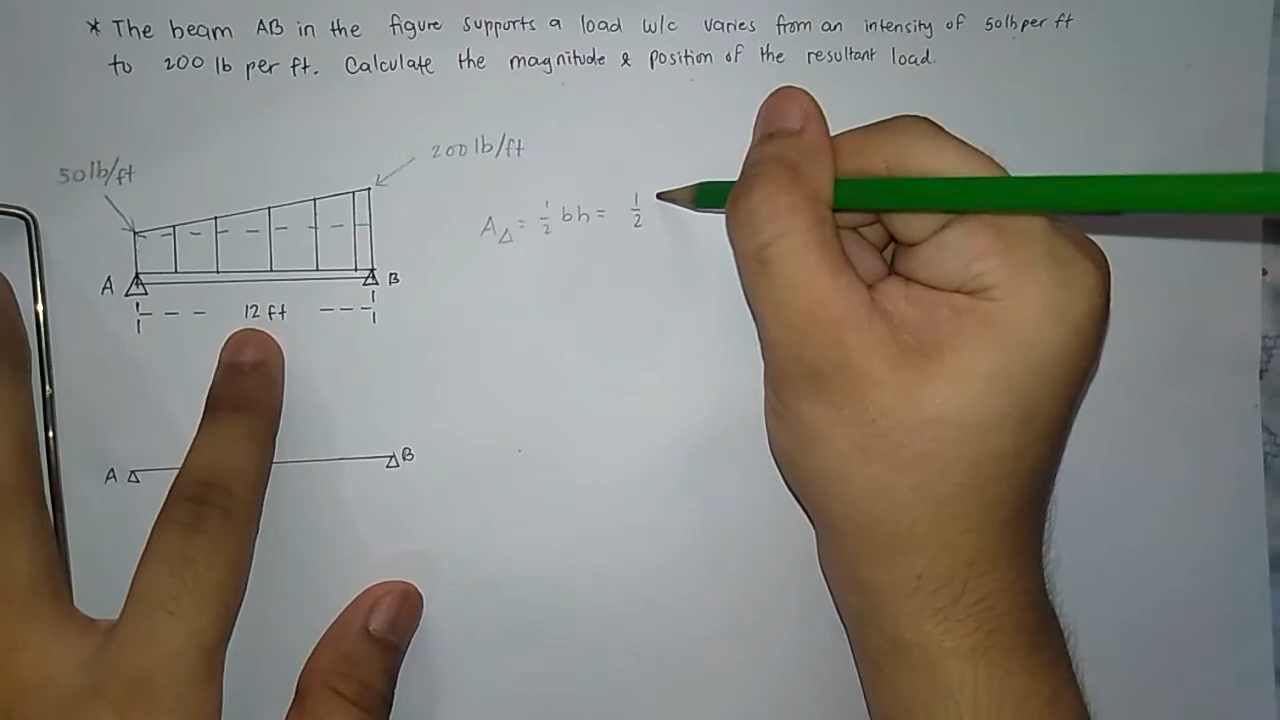 * The beam AB in the figure supports a load w/c varies from an intensity of 50lb per ft
to 200 lb per ft. Calculate the magnitude & position of the resultant load.
200 lb/ft
50lb/ft
A△ = 1/2 bh = 1/2
A B
12 ft
A B